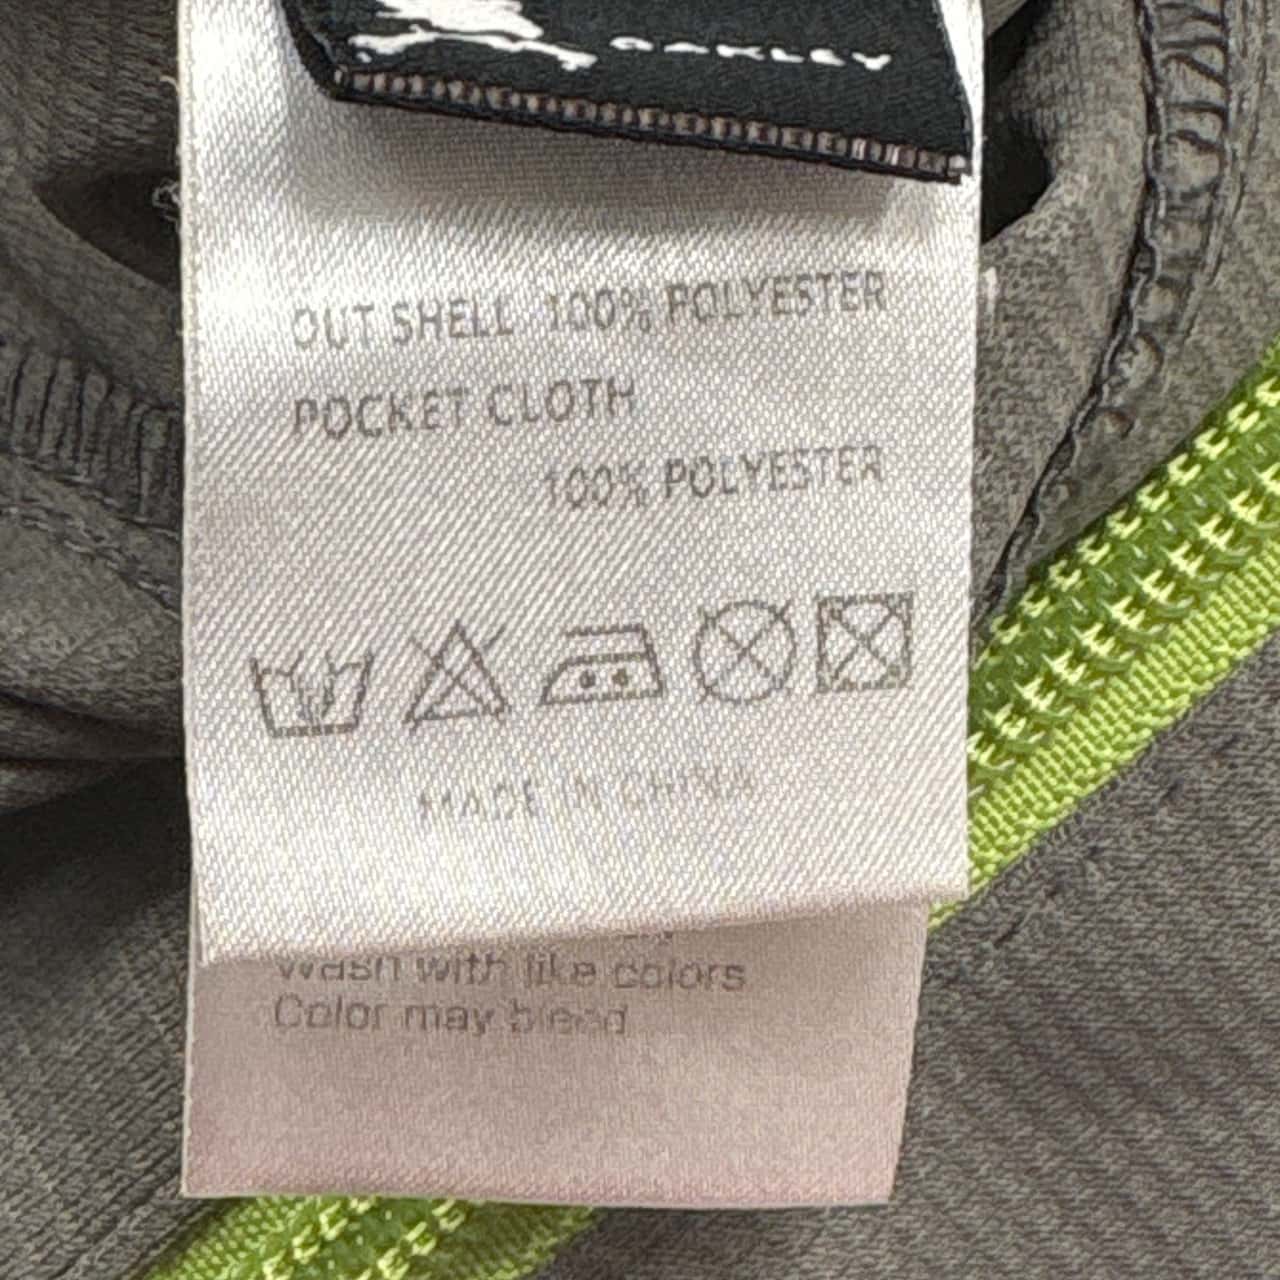 OAKLEY
OUT SHELL 100% POLYESTER
POCKET CLOTH
100% POLYESTER
MADE IN CHINA
Wash with like colors
Color may bleed